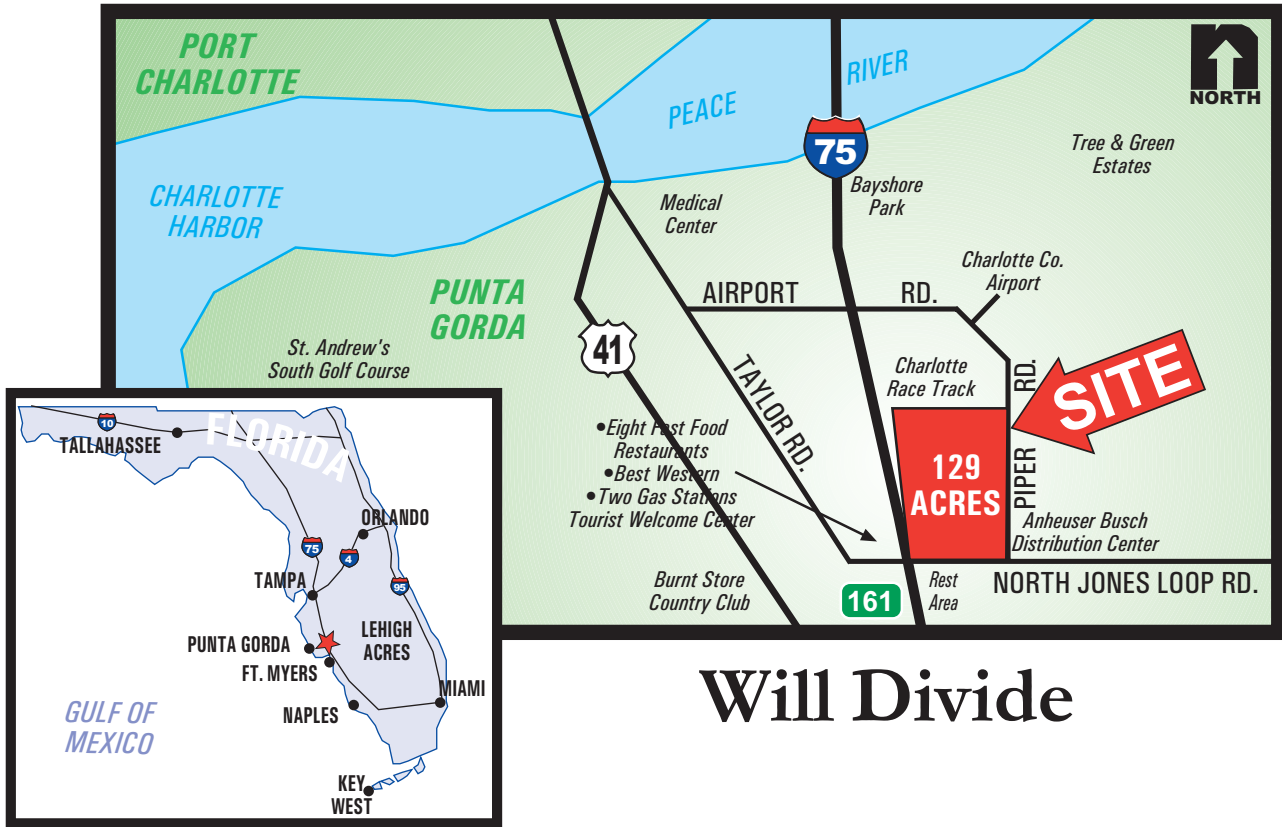 PORT
CHARLOTTE
PEACE
RIVER
NORTH
75
Tree & Green
Estates
CHARLOTTE
HARBOR
Medical
Center
Bayshore
Park
Charlotte Co.
Airport
PUNTA
GORDA
AIRPORT RD.
St. Andrew's
South Golf Course
41
TAYLOR RD.
Charlotte
Race Track
PIPER RD.
SITE
•Eight Fast Food
Restaurants
•Best Western
•Two Gas Stations
Tourist Welcome Center
129
ACRES
Anheuser Busch
Distribution Center
Burnt Store
Country Club
161
Rest
Area
NORTH JONES LOOP RD.
10
TALLAHASSEE
FLORIDA
ORLANDO
75
4
95
TAMPA
PUNTA GORDA
LEHIGH
ACRES
FT. MYERS
MIAMI
NAPLES
GULF OF
MEXICO
KEY
WEST
Will Divide